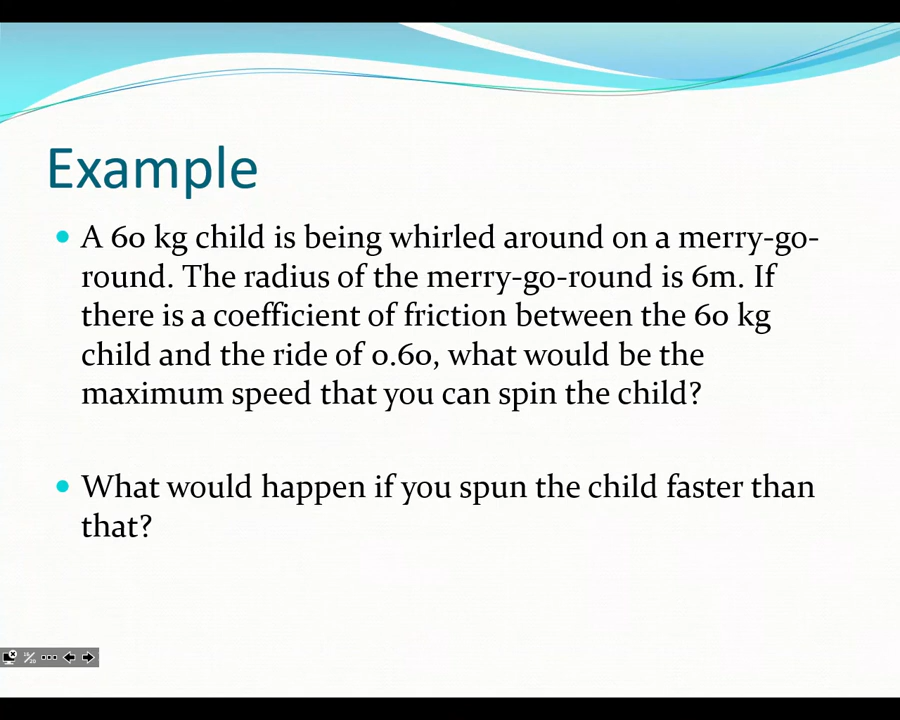 Example
A 60 kg child is being whirled around on a merry-go-
round. The radius of the merry-go-round is 6m. If
there is a coefficient of friction between the 60 kg
child and the ride of 0.60, what would be the
maximum speed that you can spin the child?
What would happen if you spun the child faster than
that?